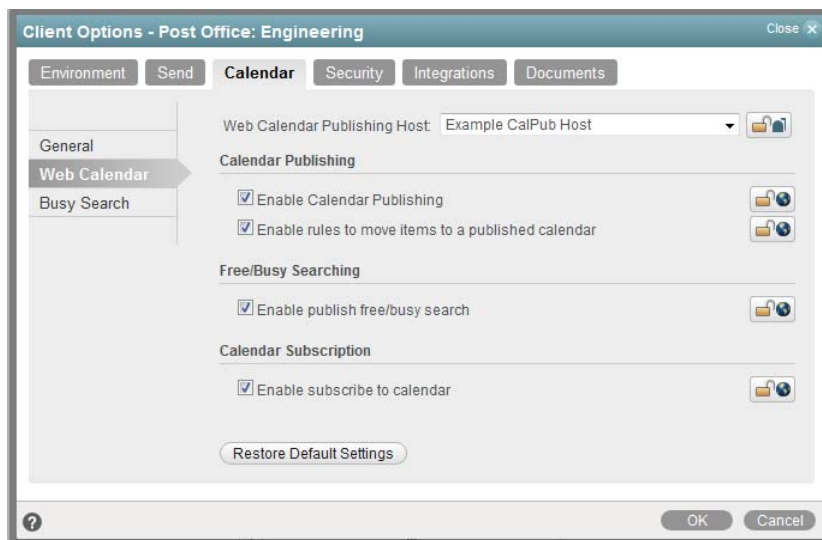 Client Options - Post Office: Engineering
Close
Environment Send Calendar Security Integrations Documents
General
Web Calendar
Busy Search
Web Calendar Publishing Host: Example CalPub Host
Calendar Publishing
Enable Calendar Publishing
Enable rules to move items to a published calendar
Free/Busy Searching
Enable publish free/busy search
Calendar Subscription
Enable subscribe to calendar
Restore Default Settings
?
OK Cancel